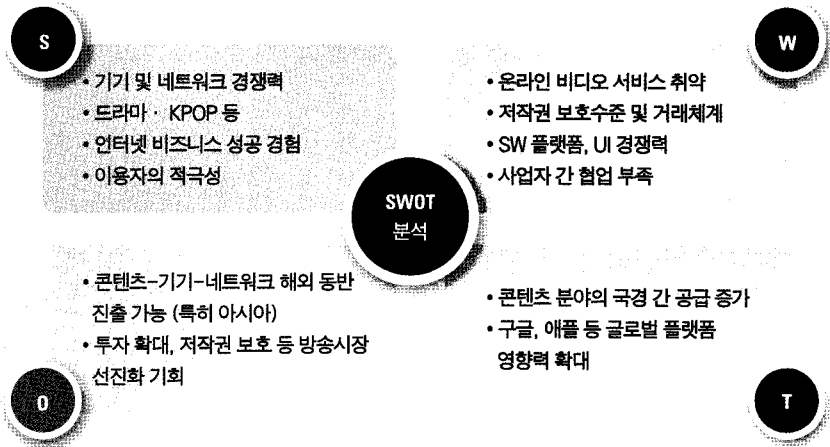 S
• 기기 및 네트워크 경쟁력
• 드라마 · KPOP 등
• 인터넷 비즈니스 성공 경험
• 이용자의 적극성
W
• 온라인 비디오 서비스 취약
• 저작권 보호수준 및 거래체계
• SW 플랫폼, UI 경쟁력
• 사업자 간 협업 부족
SWOT
분석
• 콘텐츠-기기-네트워크 해외 동반
진출 가능 (특히 아시아)
• 투자 확대, 저작권 보호 등 방송시장
선진화 기회
O
• 콘텐츠 분야의 국경 간 공급 증가
• 구글, 애플 등 글로벌 플랫폼
영향력 확대
T